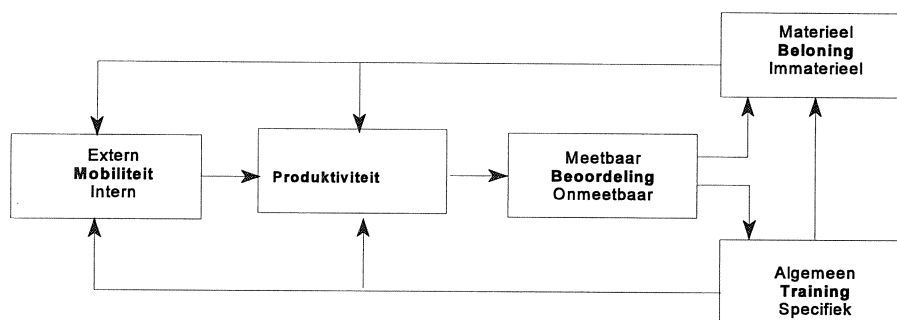 Materieel
Beloning
Immaterieel
Extern
Mobiliteit
Intern
Produktiviteit
Meetbaar
Beoordeling
Onmeetbaar
Algemeen
Training
Specifiek